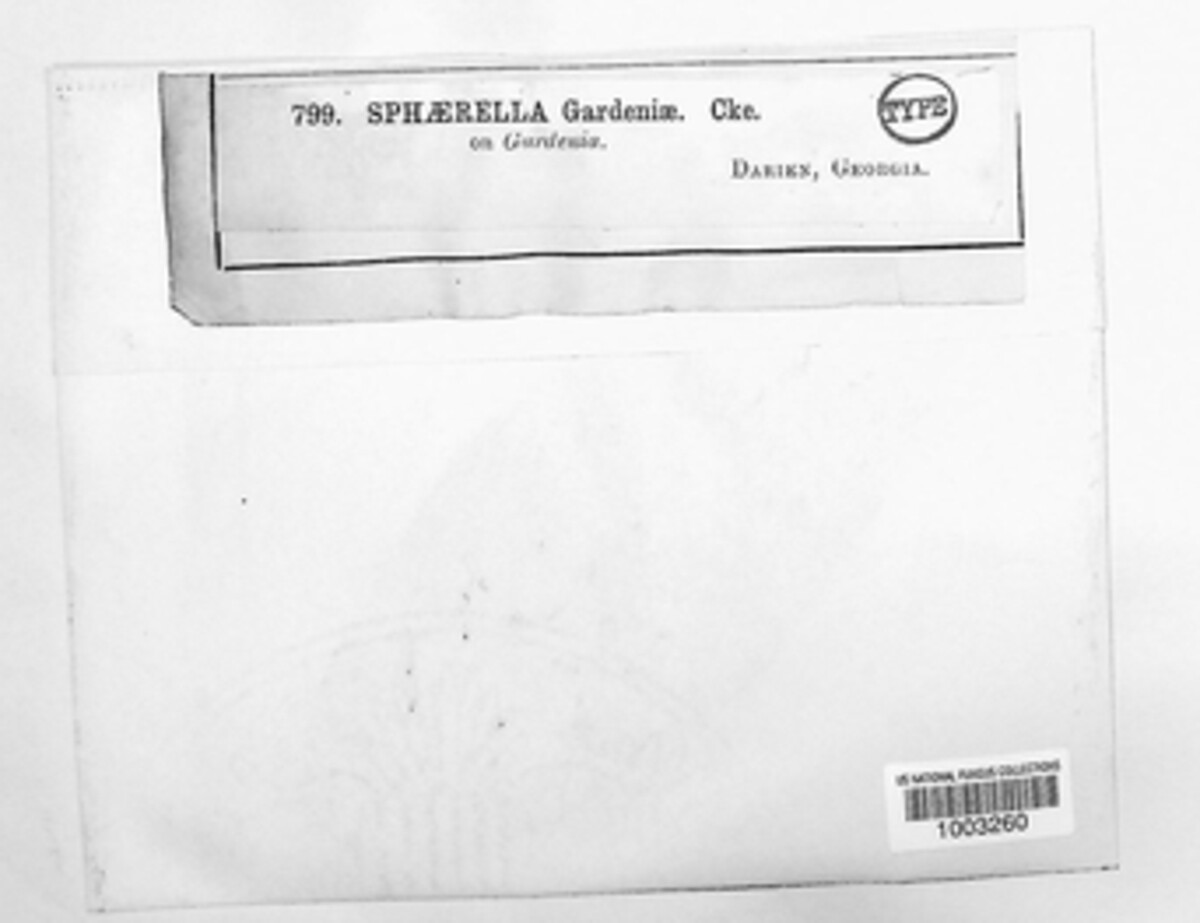 799. SPHÆRELLA Gardeniæ. Cke.
TYPE
on Gardeniæ.
DARIEN, GEORGIA.
US NATIONAL FUNGUS COLLECTIONS
1003260